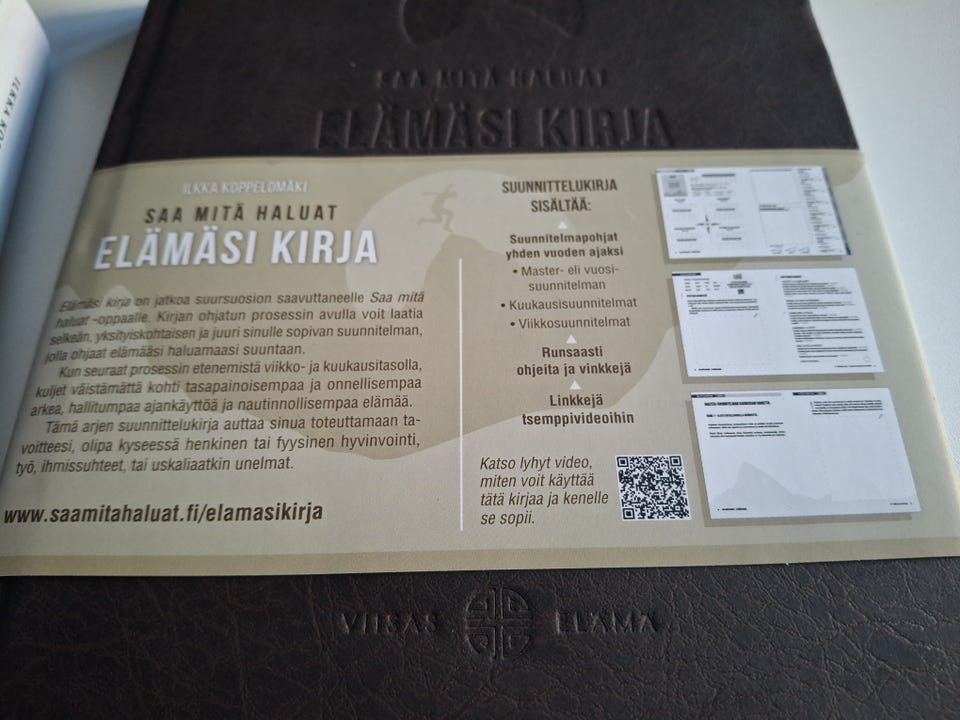 ILKKA KO
SAA MITÄ HALUAT
ELÄMÄSI KIRJA
ILKKA KOPPELOMÄKI
SAA MITÄ HALUAT
ELÄMÄSI KIRJA
Elämäsi kirja on jatkoa suursuosion saavuttaneelle Saa mitä
haluat -oppaalle. Kirjan ohjatun prosessin avulla voit laatia
selkeän, yksityiskohtaisen ja juuri sinulle sopivan suunnitelman,
jolla ohjaat elämääsi haluamaasi suuntaan.
Kun seuraat prosessin etenemistä viikko- ja kuukausitasolla,
kuljet väistämättä kohti tasapainoisempaa ja onnellisempaa
arkea, hallitumpaa ajankäyttöä ja nautinnollisempaa elämää.
Tämä arjen suunnittelukirja auttaa sinua toteuttamaan ta-
voitteesi, olipa kyseessä henkinen tai fyysinen hyvinvointi,
työ, ihmissuhteet, tai uskaliaatkin unelmat.
www.saamitahaluat.fi/elamasikirja
SUUNNITTELUKIRJA
SISÄLTÄÄ:
Suunnitelmapohjat
yhden vuoden ajaksi
• Master- eli vuosi-
suunnitelman
• Kuukausisuunnitelmat
• Viikkosuunnitelmat
Runsaasti
ohjeita ja vinkkejä
Linkkejä
tsemppivideoihin
Katso lyhyt video,
miten voit käyttää
tätä kirjaa ja kenelle
se sopii.
VIISAS ELÄMÄ